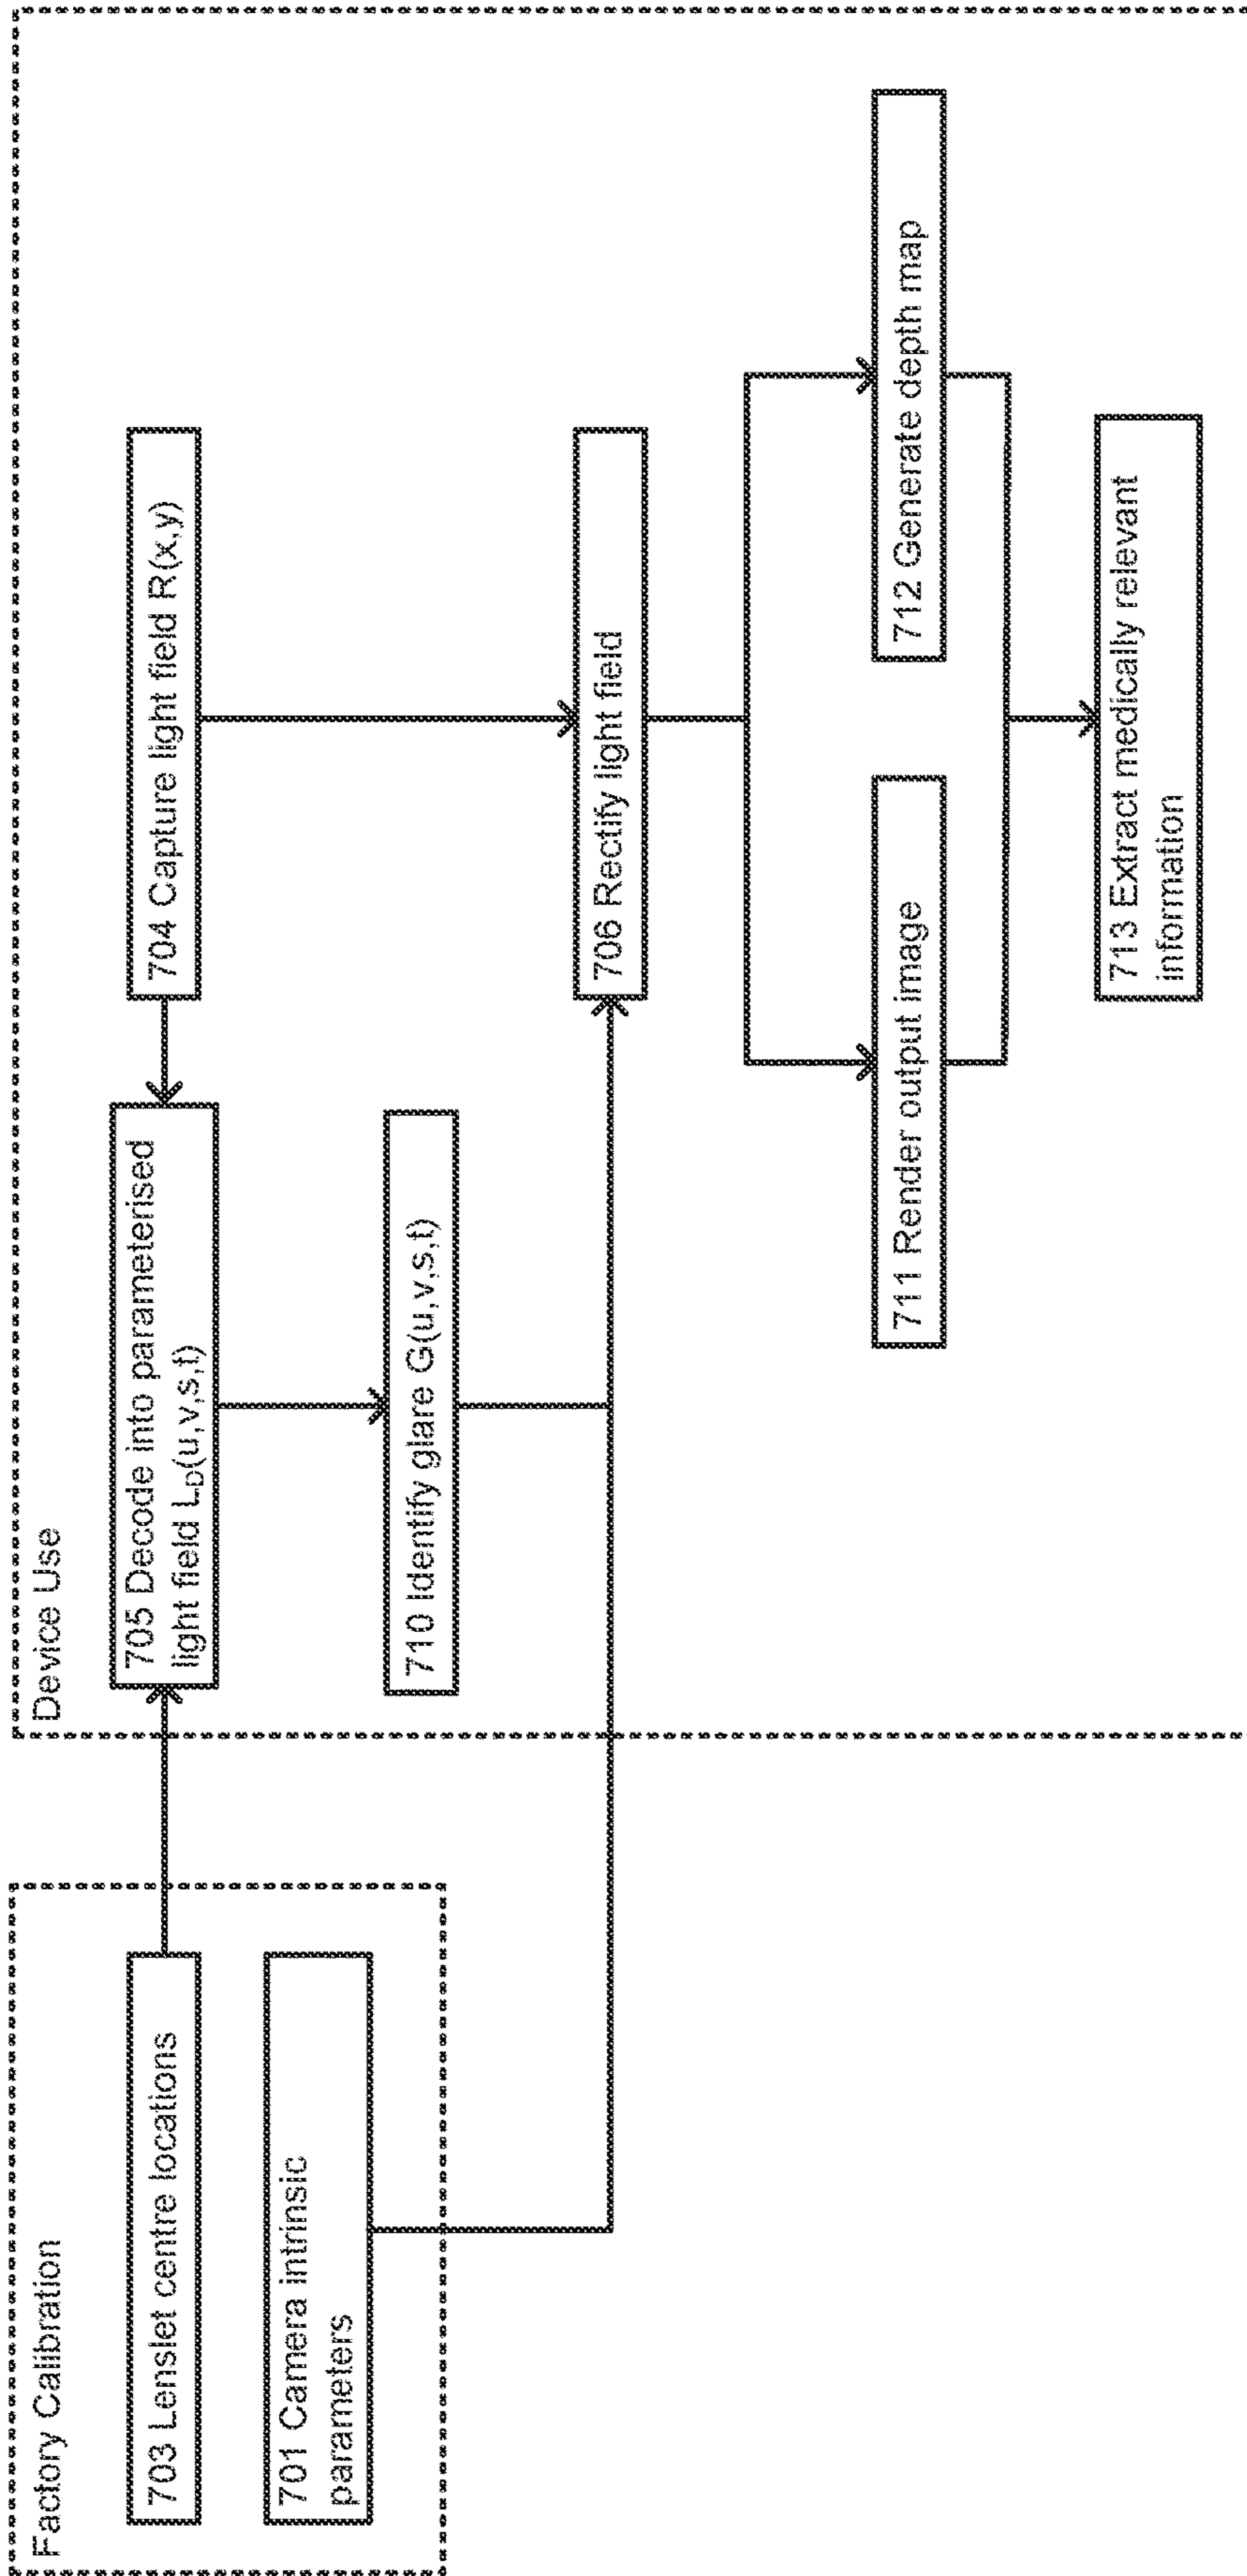 Factory Calibration
703 Lenslet centre locations
701 Camera intrinsic
parameters
Device Use
705 Decode into parameterised
light field L_D(u,v,s,t)
704 Capture light field R(x,y)
710 Identify glare G(u,v,s,t)
706 Rectify light field
711 Render output image
712 Generate depth map
713 Extract medically relevant
information